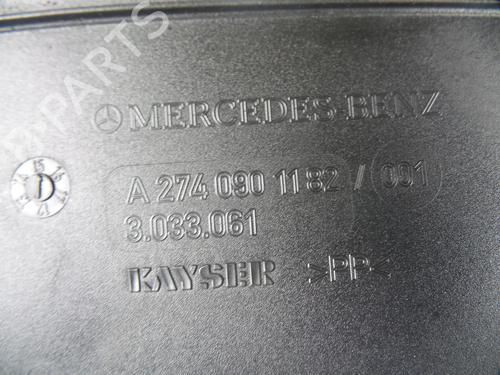 MERCEDES-BENZ
A 274 090 11 82 / 001
3.033.061
KAYSER >PP<